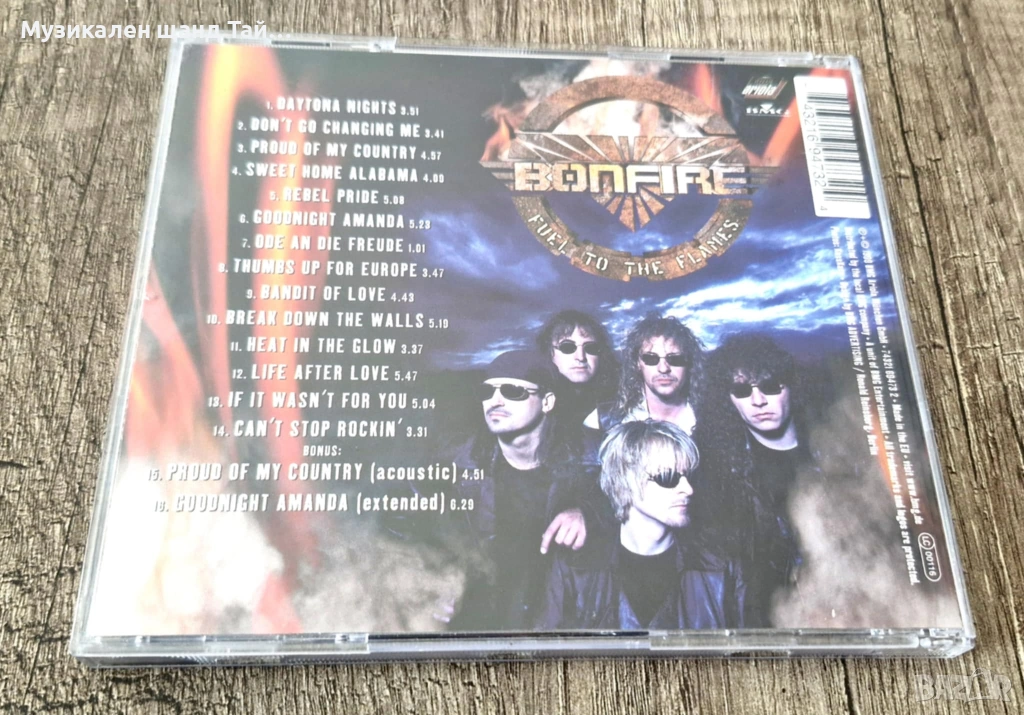 Музикален щанд Тай
1. DAYTONA NIGHTS 3.51
2. DON'T GO CHANGING ME 3.41
3. PROUD OF MY COUNTRY 4.57
4. SWEET HOME ALABAMA 4.00
5. REBEL PRIDE 5.08
6. GOODNIGHT AMANDA 5.23
7. ODE AN DIE FREUDE 1.01
8. THUMBS UP FOR EUROPE 3.47
9. BANDIT OF LOVE 4.43
10. BREAK DOWN THE WALLS 5.19
11. HEAT IN THE GLOW 3.37
12. LIFE AFTER LOVE 5.47
13. IF IT WASN'T FOR YOU 5.04
14. CAN'T STOP ROCKIN' 3.31
BONUS:
15. PROUD OF MY COUNTRY (acoustic) 4.51
16. GOODNIGHT AMANDA (extended) 6.29
BONFIRE
FUEL TO THE FLAMES
ariola
BMG
LC 00116
BAZAR